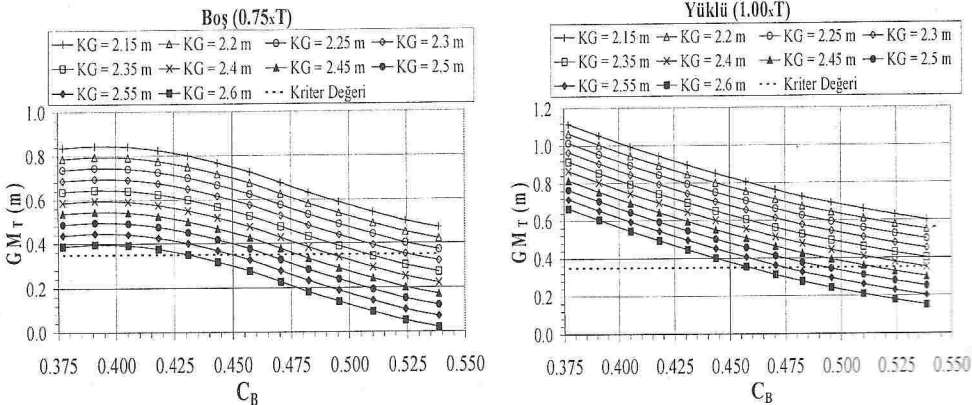 Boş (0.75xT)
KG = 2.15 m KG = 2.2 m KG = 2.25 m KG = 2.3 m
KG = 2.35 m KG = 2.4 m KG = 2.45 m KG = 2.5 m
KG = 2.55 m KG = 2.6 m Kriter Değeri
1.0
0.8
0.6
0.4
0.2
0.0
GM_T (m)
0.375 0.400 0.425 0.450 0.475 0.500 0.525 0.550
C_B
Yüklü (1.00xT)
KG = 2.15 m KG = 2.2 m KG = 2.25 m KG = 2.3 m
KG = 2.35 m KG = 2.4 m KG = 2.45 m KG = 2.5 m
KG = 2.55 m KG = 2.6 m Kriter Değeri
1.2
1.0
0.8
0.6
0.4
0.2
0.0
GM_T (m)
0.375 0.400 0.425 0.450 0.475 0.500 0.525 0.550
C_B